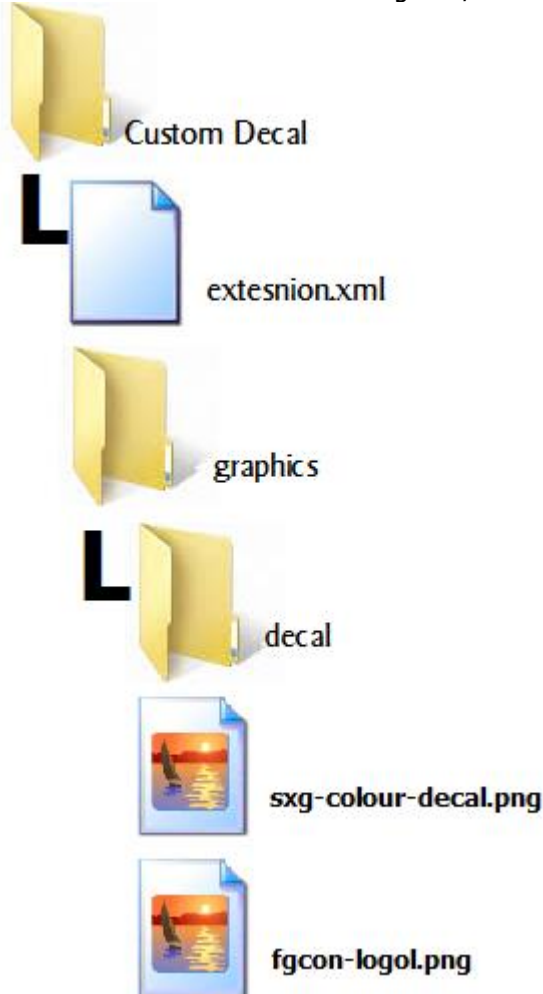 Custom Decal
extesnion.xml
graphics
decal
sxg-colour-decal.png
fgcon-logol.png